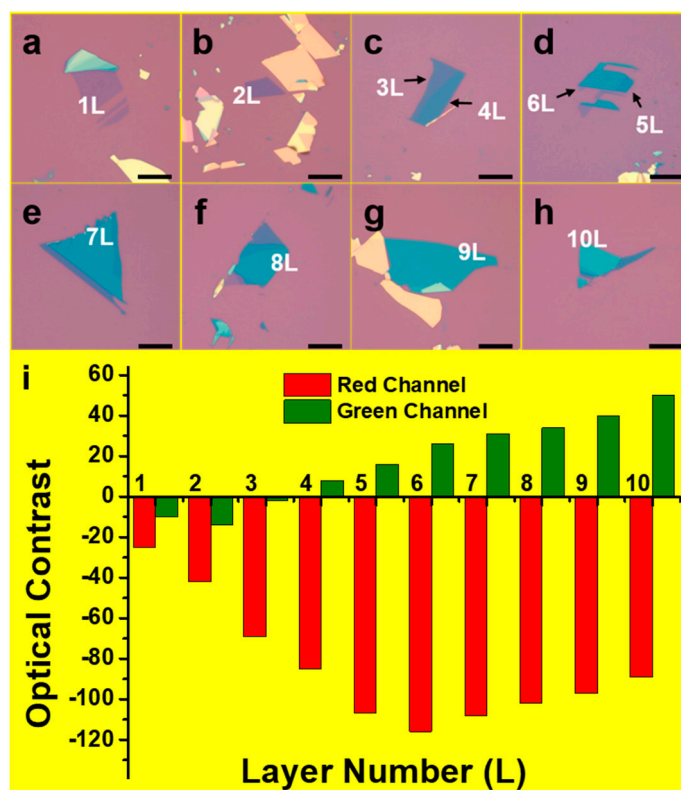 a
b
c
d
1L
2L
3L
4L
6L
5L
e
f
g
h
7L
8L
9L
10L
i
Red Channel
Green Channel
60
40
20
0
-20
-40
-60
-80
-100
-120
1 2 3 4 5 6 7 8 9 10
Optical Contrast
Layer Number (L)